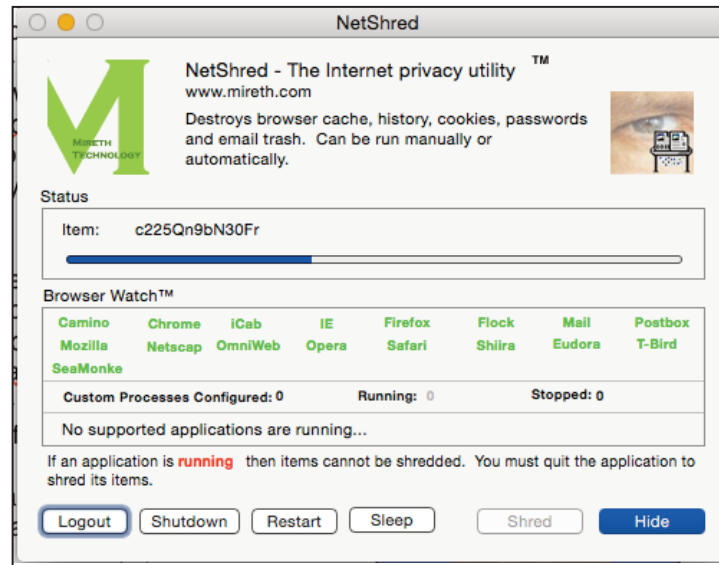 NetShred
NetShred - The Internet privacy utility ™
www.mireth.com
Destroys browser cache, history, cookies, passwords
and email trash. Can be run manually or
automatically.
MIRETH
TECHNOLOGY
Status
Item: c225Qn9bN30Fr
Browser Watch™
Camino Chrome iCab IE Firefox Flock Mail Postbox
Mozilla Netscap OmniWeb Opera Safari Shiira Eudora T-Bird
SeaMonke
Custom Processes Configured: 0 Running: 0 Stopped: 0
No supported applications are running...
If an application is running then items cannot be shredded. You must quit the application to
shred its items.
Logout Shutdown Restart Sleep Shred Hide